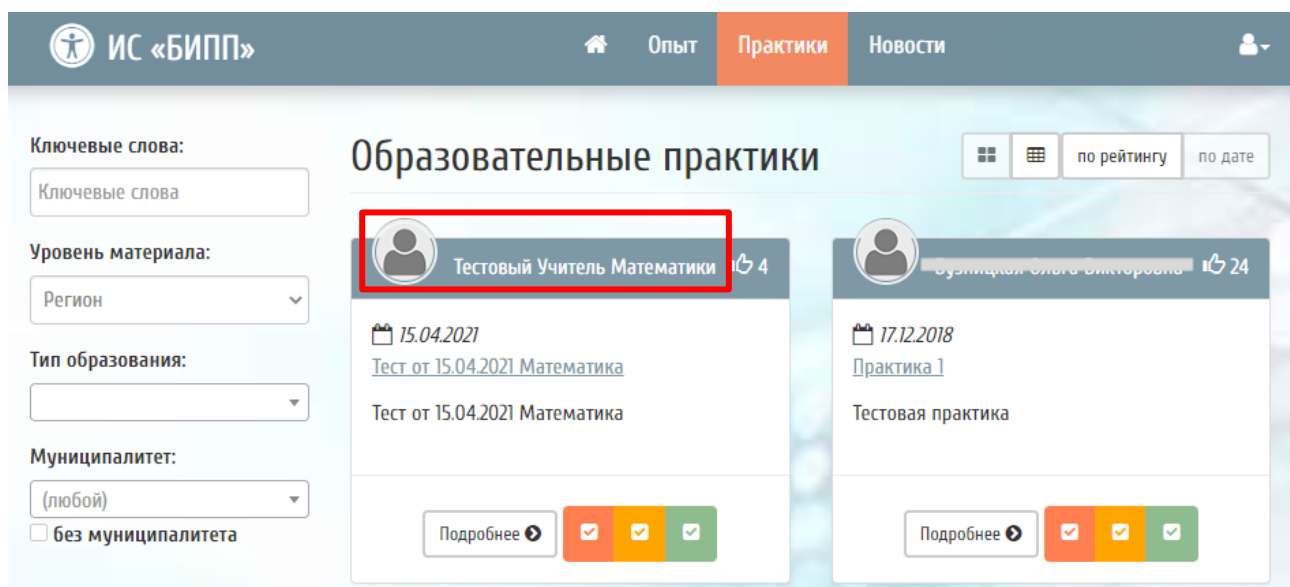 ИС «БИПП»
Опыт
Практики
Новости
Ключевые слова:
Ключевые слова
Уровень материала:
Регион
Тип образования:
Муниципалитет:
(любой)
без муниципалитета
Образовательные практики
по рейтингу
по дате
Тестовый Учитель Математики 4
15.04.2021
Тест от 15.04.2021 Математика
Тест от 15.04.2021 Математика
Подробнее
24
17.12.2018
Практика 1
Тестовая практика
Подробнее